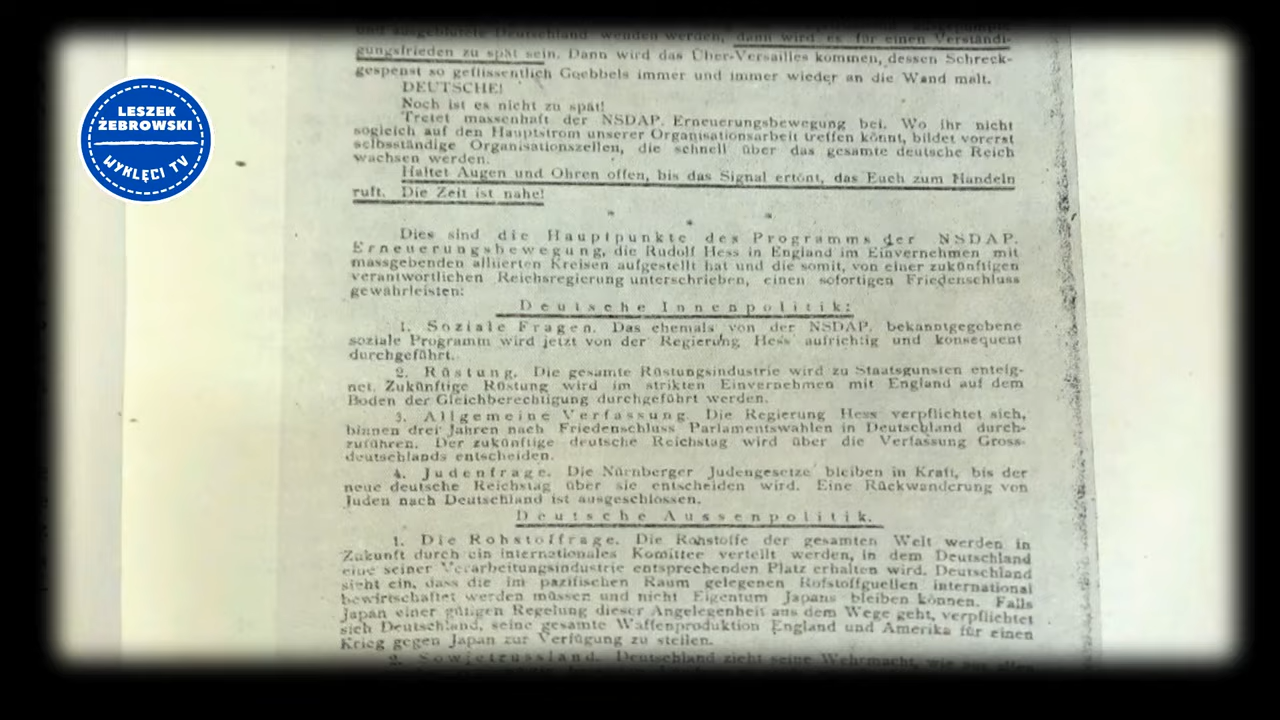 LESZEK
ŻEBROWSKI
WYKLĘCI TV
und ausgeblutete Deutschland wenden werden, dann wird es für einen Verständi-
gungsfrieden zu spät sein. Dann wird das Über-Versailles kommen, dessen Schreck-
gespenst so geflissentlich Goebbels immer und immer wieder an die Wand malt.
DEUTSCHE!
Noch ist es nicht zu spät!
Tretet massenhaft der NSDAP. Erneuerungsbewegung bei. Wo ihr nicht
sogleich auf den Hauptstrom unserer Organisationsarbeit treffen könnt, bildet vorerst
selbsständige Organisationszellen, die schnell über das gesamte deutsche Reich
wachsen werden.
Haltet Augen und Ohren offen, bis das Signal ertönt, das Euch zum Handeln
ruft. Die Zeit ist nahe!
* * *
Dies sind die Hauptpunkte des Programms der NSDAP.
Erneuerungsbewegung, die Rudolf Hess in England im Einvernehmen mit
massgebenden alliierten Kreisen aufgestellt hat und die somit, von einer zukünftigen
verantwortlichen Reichsregierung unterschrieben, einen sofortigen Friedenschluss
gewährleisten:
Deutsche Innenpolitik:
1. Soziale Fragen. Das ehemals von der NSDAP. bekanntgegebene
soziale Programm wird jetzt von der Regierung Hess aufrichtig und konsequent
durchgeführt.
2. Rüstung. Die gesamte Rüstungsindustrie wird zu Staatsgunsten enteig-
net. Zukünftige Rüstung wird im strikten Einvernehmen mit England auf dem
Boden der Gleichberechtigung durchgeführt werden.
3. Allgemeine Verfassung. Die Regierung Hess verpflichtet sich,
binnen drei Jahren nach Friedenschluss Parlamentswahlen in Deutschland durch-
zuführen. Der zukünftige deutsche Reichstag wird über die Verfassung Gross-
deutschlands entscheiden.
4. Judenfrage. Die Nürnberger Judengesetze bleiben in Kraft, bis der
neue deutsche Reichstag über sie entscheiden wird. Eine Rückwanderung von
Juden nach Deutschland ist ausgeschlossen.
Deutsche Aussenpolitik.
1. Die Rohstoffrage. Die Rohstoffe der gesamten Welt werden in
Zukunft durch ein internationales Komittee verteilt werden, in dem Deutschland
eine seiner Verarbeitungsindustrie entsprechenden Platz erhalten wird. Deutschland
sieht ein, dass die im pazifischen Raum gelegenen Rofstoffguellen international
bewirtschaftet werden müssen und nicht Eigentum Japans bleiben können. Falls
Japan einer gütigen Regelung dieser Angelegenheit aus dem Wege geht, verpflichtet
sich Deutschland, seine gesamte Waffenproduktion England und Amerika für einen
Krieg gegen Japan zur Verfügung zu stellen.
2. Sowjetrussland. Deutschland zieht seine Wehrmacht, wie aus allen